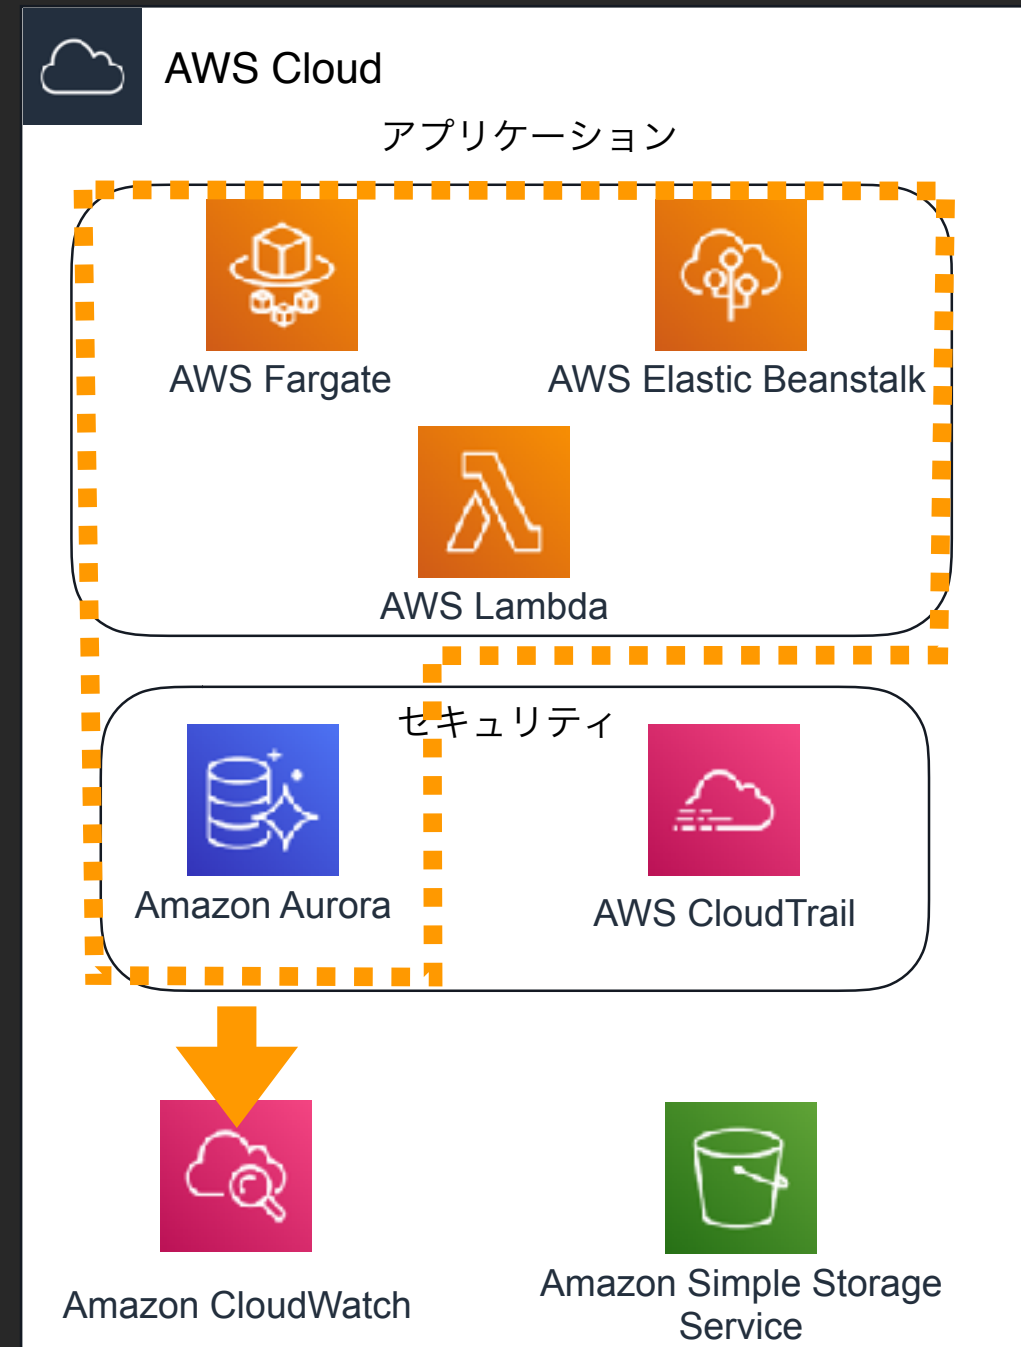 AWS Cloud
アプリケーション
AWS Fargate
AWS Elastic Beanstalk
AWS Lambda
セキュリティ
Amazon Aurora
AWS CloudTrail
Amazon CloudWatch
Amazon Simple Storage
Service